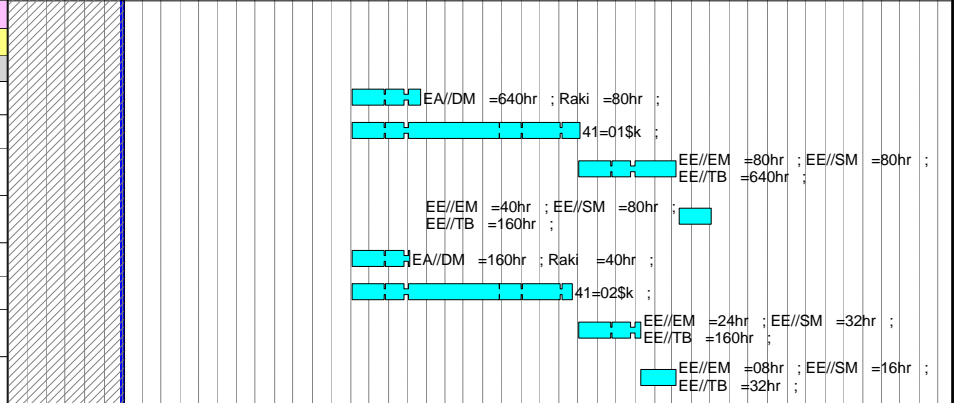 EA//DM =640hr ; Raki =80hr ;
41=01$k ;
EE//EM =80hr ; EE//SM =80hr ;
EE//TB =640hr ;
EE//EM =40hr ; EE//SM =80hr ;
EE//TB =160hr ;
EA//DM =160hr ; Raki =40hr ;
41=02$k ;
EE//EM =24hr ; EE//SM =32hr ;
EE//TB =160hr ;
EE//EM =08hr ; EE//SM =16hr ;
EE//TB =32hr ;